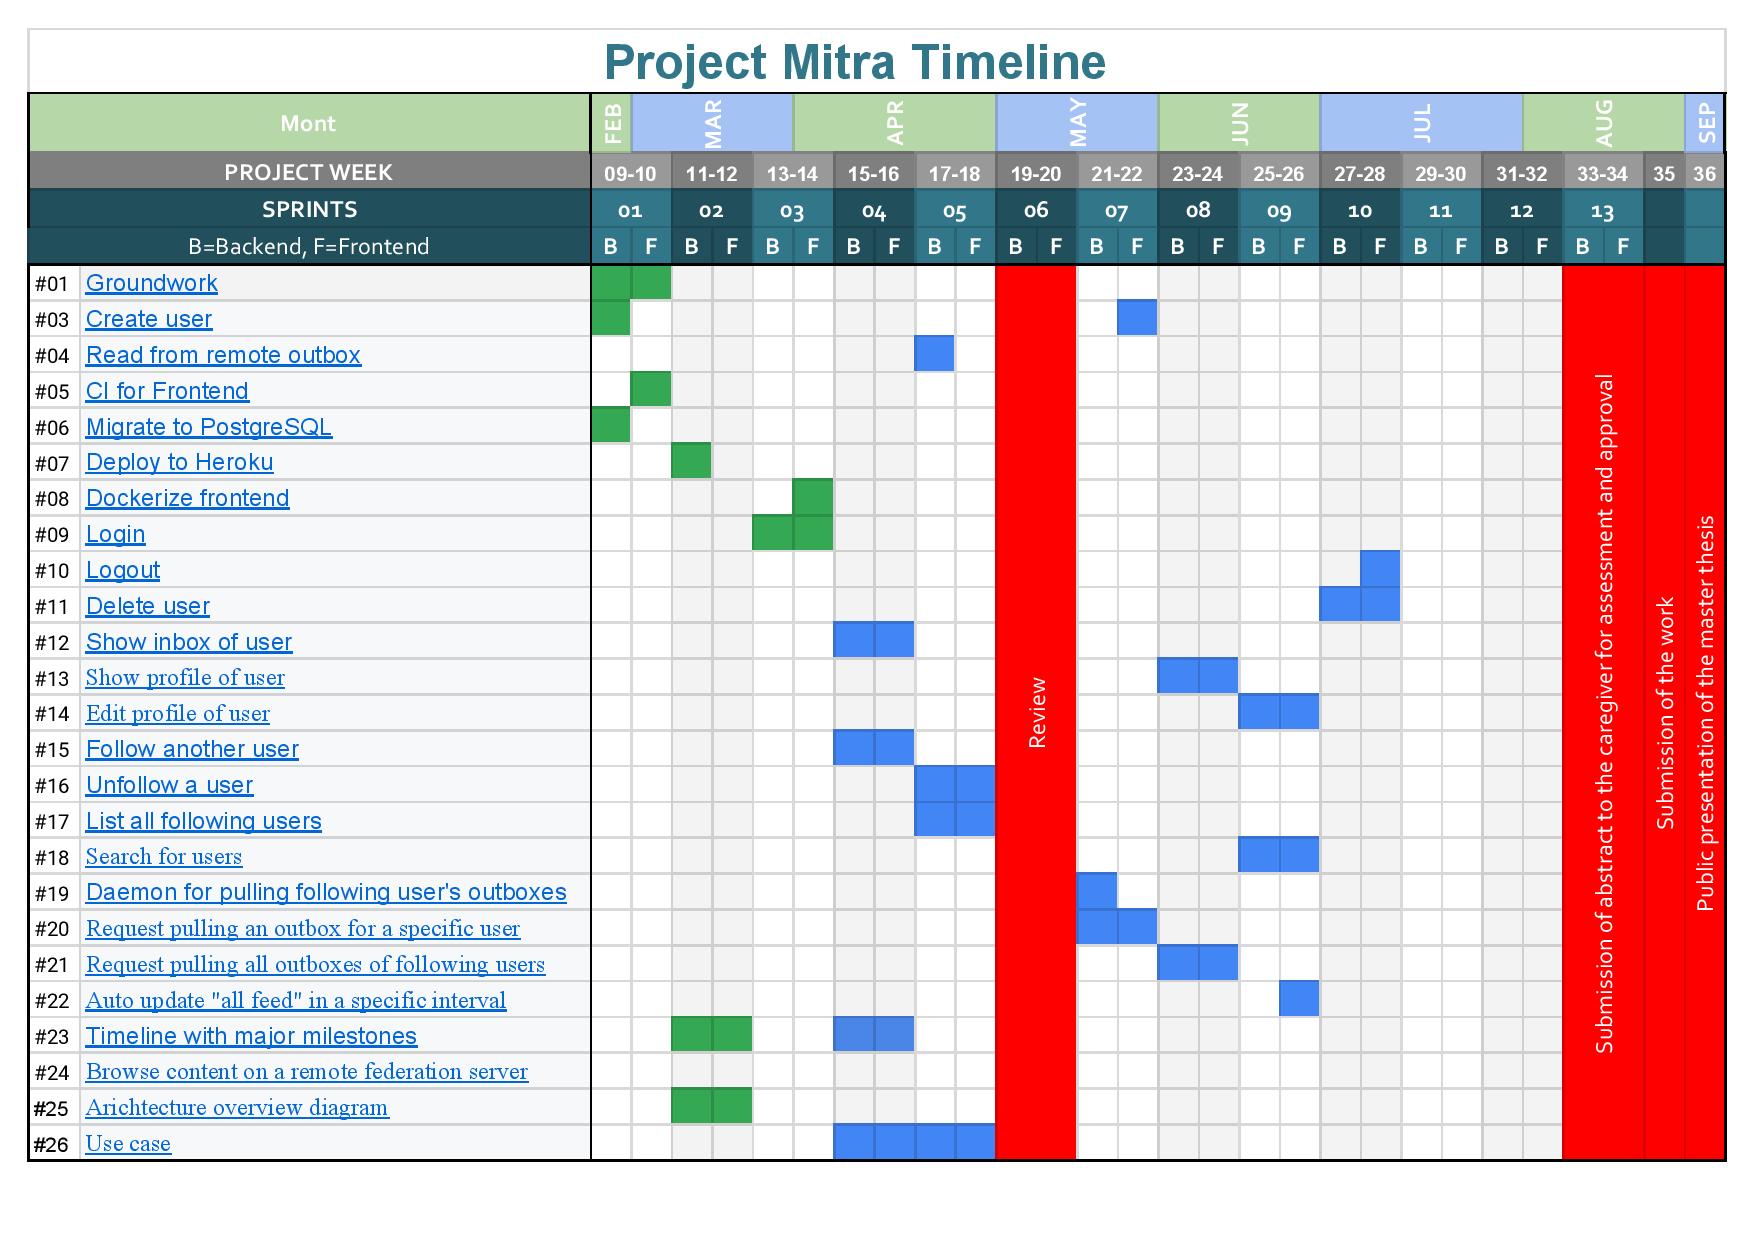 Project Mitra Timeline
Mont FEB MAR APR MAY JUN JUL AUG SEP
PROJECT WEEK 09-10 11-12 13-14 15-16 17-18 19-20 21-22 23-24 25-26 27-28 29-30 31-32 33-34 35 36
SPRINTS 01 02 03 04 05 06 07 08 09 10 11 12 13
B=Backend, F=Frontend B F B F B F B F B F B F B F B F B F B F B F B F B F
#01 Groundwork
#03 Create user
#04 Read from remote outbox
#05 CI for Frontend
#06 Migrate to PostgreSQL
#07 Deploy to Heroku
#08 Dockerize frontend
#09 Login
#10 Logout
#11 Delete user
#12 Show inbox of user
#13 Show profile of user
#14 Edit profile of user
#15 Follow another user
#16 Unfollow a user
#17 List all following users
#18 Search for users
#19 Daemon for pulling following user's outboxes
#20 Request pulling an outbox for a specific user
#21 Request pulling all outboxes of following users
#22 Auto update "all feed" in a specific interval
#23 Timeline with major milestones
#24 Browse content on a remote federation server
#25 Arichtecture overview diagram
#26 Use case
Review
Submission of abstract to the caregiver for assessment and approval
Submission of the work
Public presentation of the master thesis